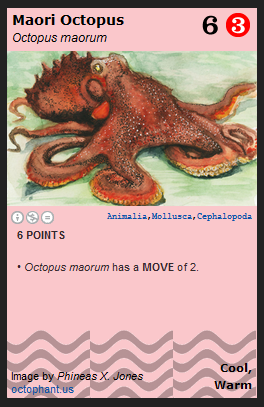 Maori Octopus 6 3
Octopus maorum
Animalia,Mollusca,Cephalopoda
6 POINTS
• Octopus maorum has a MOVE of 2.
Cool,
Image by Phineas X. Jones Warm
octophant.us